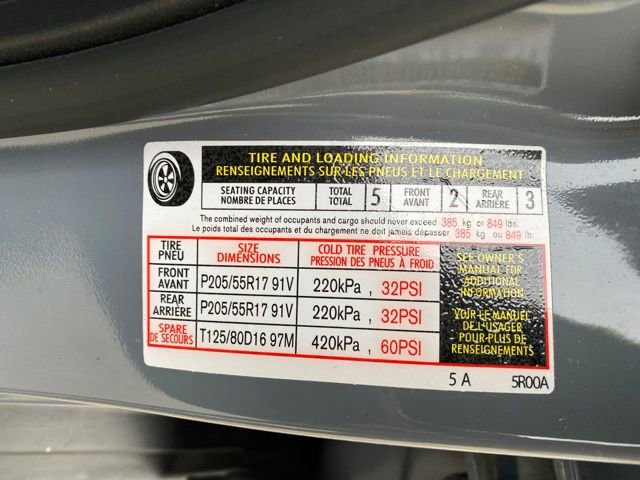 TIRE AND LOADING INFORMATION
RENSEIGNEMENTS SUR LES PNEUS ET LE CHARGEMENT
SEATING CAPACITY TOTAL 5 FRONT 2 REAR 3
NOMBRE DE PLACES TOTAL AVANT ARRIÈRE
The combined weight of occupants and cargo should never exceed 385 kg or 849 lbs.
Le poids total des occupants et du chargement ne doit jamais dépasser 385 kg ou 849 lb.
TIRE SIZE COLD TIRE PRESSURE
PNEU DIMENSIONS PRESSION DES PNEUS À FROID
FRONT
AVANT P205/55R17 91V 220kPa , 32PSI
REAR
ARRIÈRE P205/55R17 91V 220kPa , 32PSI
SPARE
DE SECOURS T125/80D16 97M 420kPa , 60PSI
SEE OWNER'S
MANUAL FOR
ADDITIONAL
INFORMATION
VOIR LE MANUEL
DE L'USAGER
POUR PLUS DE
RENSEIGNEMENTS
5 A 5R00A